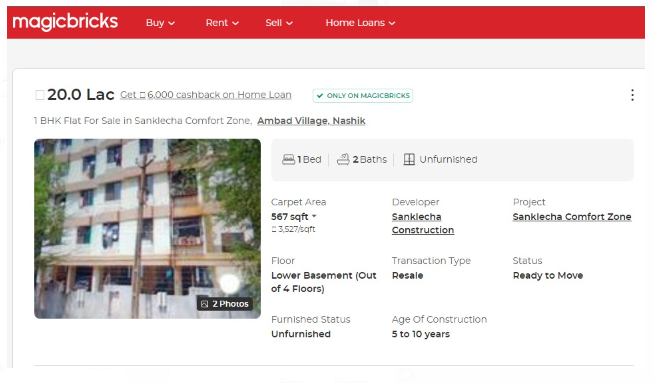 magicbricks Buy Rent Sell Home Loans
20.0 Lac Get 6,000 cashback on Home Loan ONLY ON MAGICBRICKS
1 BHK Flat For Sale in Sanklecha Comfort Zone, Ambad Village, Nashik
1 Bed 2 Baths Unfurnished
Carpet Area Developer Project
567 sqft Sanklecha Sanklecha Comfort Zone
3,527/sqft Construction
Floor Transaction Type Status
Lower Basement (Out Resale Ready to Move
of 4 Floors)
2 Photos
Furnished Status Age Of Construction
Unfurnished 5 to 10 years